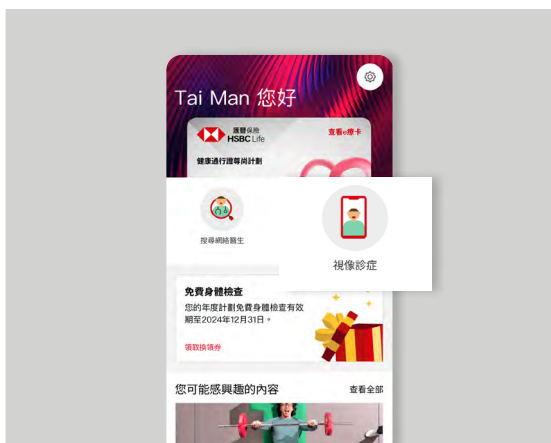 Tai Man 您好
滙豐保險
HSBC Life
查看e療卡
健康通行證尊尚計劃
搜尋網絡醫生
視像診症
免費身體檢查
您的年度計劃免費身體檢查有效
期至2024年12月31日。
領取換領券
您可能感興趣的內容
查看全部